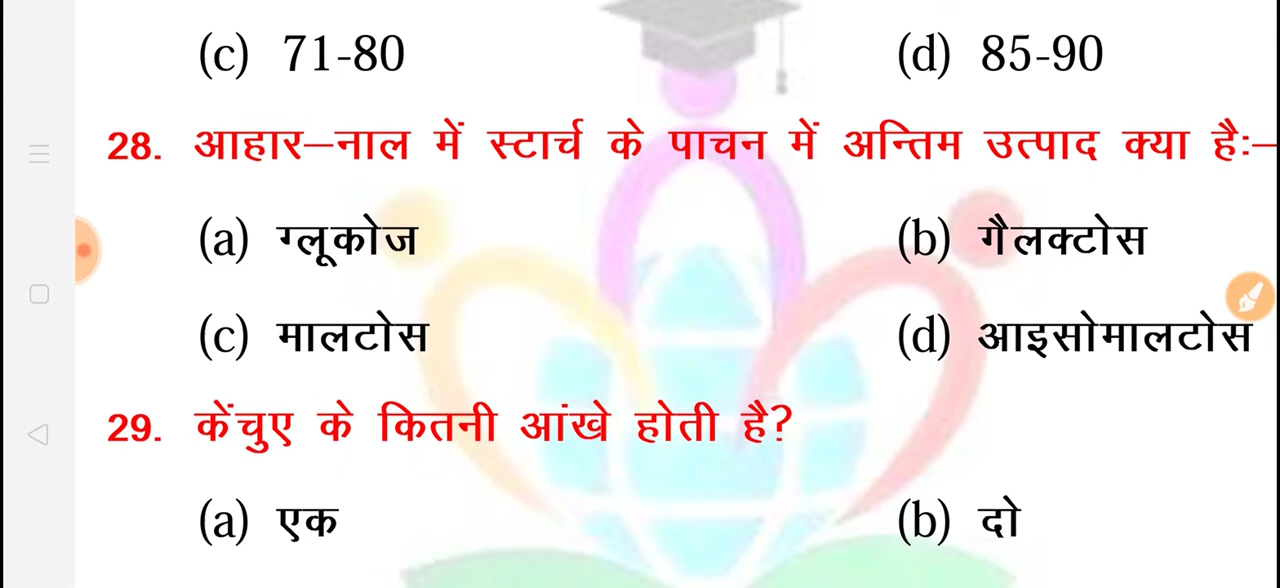 (c) 71-80 (d) 85-90
28. आहार–नाल में स्टार्च के पाचन में अन्तिम उत्पाद क्या है:–
(a) ग्लूकोज (b) गैलक्टोस
(c) मालटोस (d) आइसोमालटोस
29. केंचुए के कितनी आंखे होती है?
(a) एक (b) दो